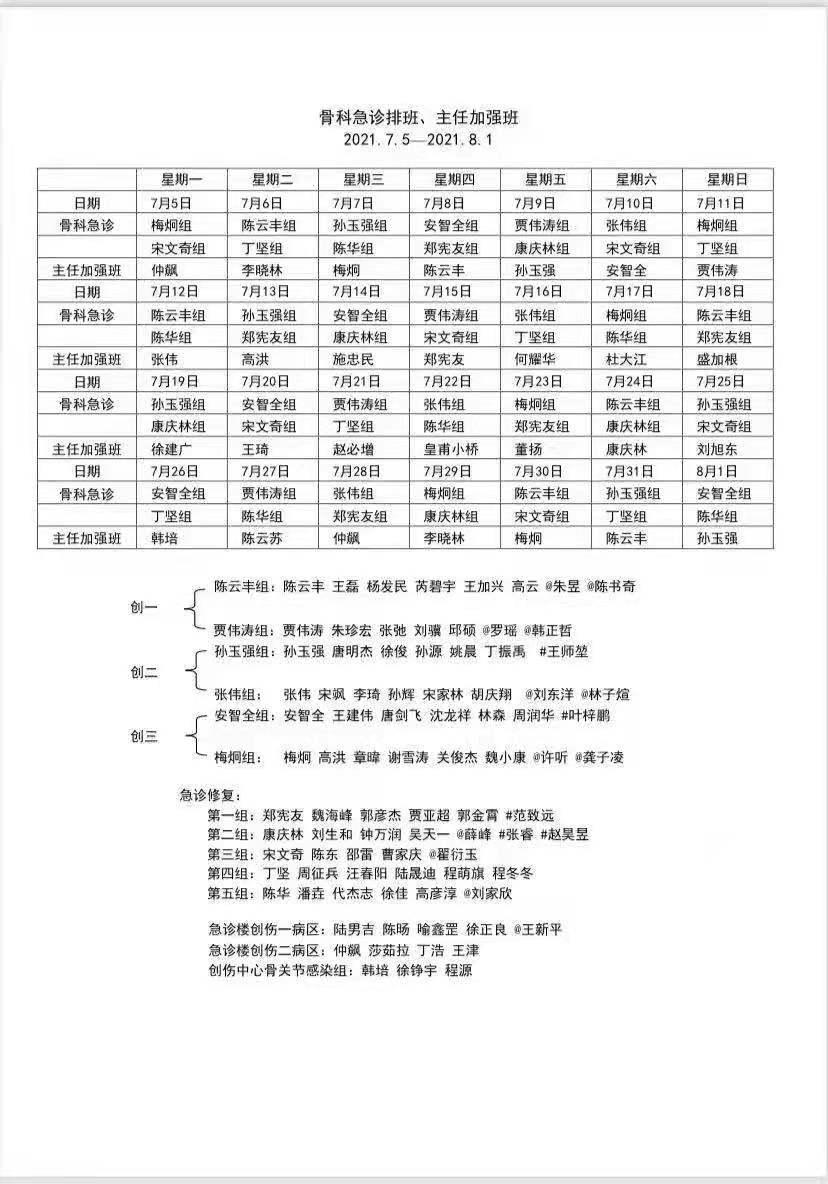 骨科急诊排班、主任加强班
2021.7.5—2021.8.1
星期一 星期二 星期三 星期四 星期五 星期六 星期日
日期 7月5日 7月6日 7月7日 7月8日 7月9日 7月10日 7月11日
骨科急诊 梅炯组 陈云丰组 孙玉强组 安智全组 贾伟涛组 张伟组 梅炯组
宋文奇组 丁坚组 陈华组 郑宪友组 康庆林组 宋文奇组 丁坚组
主任加强班 仲飙 李晓林 梅炯 陈云丰 孙玉强 安智全 贾伟涛
日期 7月12日 7月13日 7月14日 7月15日 7月16日 7月17日 7月18日
骨科急诊 陈云丰组 孙玉强组 安智全组 贾伟涛组 张伟组 梅炯组 陈云丰组
陈华组 郑宪友组 康庆林组 宋文奇组 丁坚组 陈华组 郑宪友组
主任加强班 张伟 高洪 施忠民 郑宪友 何耀华 杜大江 盛加根
日期 7月19日 7月20日 7月21日 7月22日 7月23日 7月24日 7月25日
骨科急诊 孙玉强组 安智全组 贾伟涛组 张伟组 梅炯组 陈云丰组 孙玉强组
康庆林组 宋文奇组 丁坚组 陈华组 郑宪友组 康庆林组 宋文奇组
主任加强班 徐建广 王琦 赵必增 皇甫小桥 董扬 康庆林 刘旭东
日期 7月26日 7月27日 7月28日 7月29日 7月30日 7月31日 8月1日
骨科急诊 安智全组 贾伟涛组 张伟组 梅炯组 陈云丰组 孙玉强组 安智全组
丁坚组 陈华组 郑宪友组 康庆林组 宋文奇组 丁坚组 陈华组
主任加强班 韩培 陈云苏 仲飙 李晓林 梅炯 陈云丰 孙玉强
陈云丰组：陈云丰 王磊 杨发民 芮碧宇 王加兴 高云 @朱昱 @陈书奇
创一
贾伟涛组：贾伟涛 朱珍宏 张弛 刘骥 邱硕 @罗瑶 @韩正哲
孙玉强组：孙玉强 唐明杰 徐俊 孙源 姚晨 丁振禹 #王师堃
创二
张伟组： 张伟 宋飒 李琦 孙辉 宋家林 胡庆翔 @刘东洋 @林子煊
安智全组：安智全 王建伟 唐剑飞 沈龙祥 林森 周润华 #叶梓鹏
创三
梅炯组： 梅炯 高洪 章暐 谢雪涛 关俊杰 魏小康 @许听 @龚子凌
急诊修复：
第一组：郑宪友 魏海峰 郭彦杰 贾亚超 郭金霄 #范致远
第二组：康庆林 刘生和 钟万润 吴天一 @薛峰 #张睿 #赵昊昱
第三组：宋文奇 陈东 邵雷 曹家庆 @翟衍玉
第四组：丁坚 周征兵 汪春阳 陆晟迪 程萌旗 程冬冬
第五组：陈华 潘垚 代杰志 徐佳 高彦淳 @刘家欣
急诊楼创伤一病区：陆男吉 陈旸 喻鑫罡 徐正良 @王新平
急诊楼创伤二病区：仲飙 莎茹拉 丁浩 王津
创伤中心骨关节感染组：韩培 徐铮宇 程源